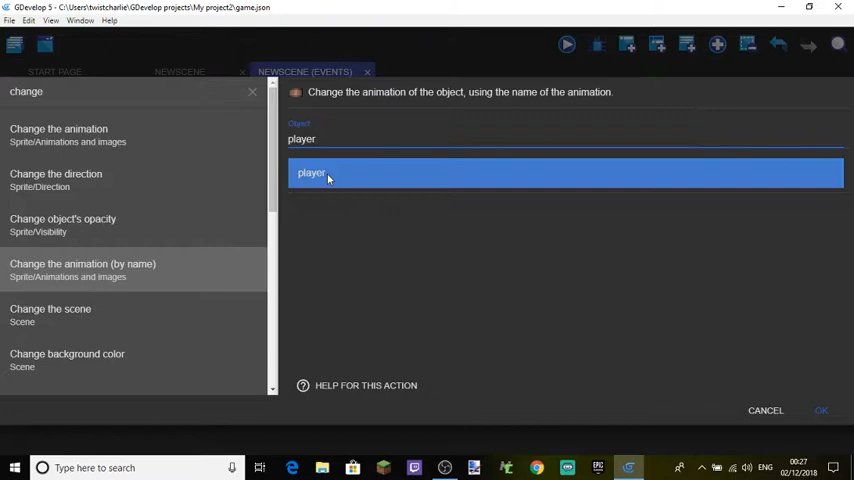 GDevelop 5 - C:\Users\twistcharlie\GDevelop projects\My project2\game.json
File Edit View Window Help
START PAGE NEWSCENE NEWSCENE (EVENTS)
change
Change the animation of the object, using the name of the animation.
Object
player
player
Change the animation
Sprite/Animations and images
Change the direction
Sprite/Direction
Change object's opacity
Sprite/Visibility
Change the animation (by name)
Sprite/Animations and images
Change the scene
Scene
Change background color
Scene
HELP FOR THIS ACTION
CANCEL OK
Type here to search
ENG
00:27
02/12/2018